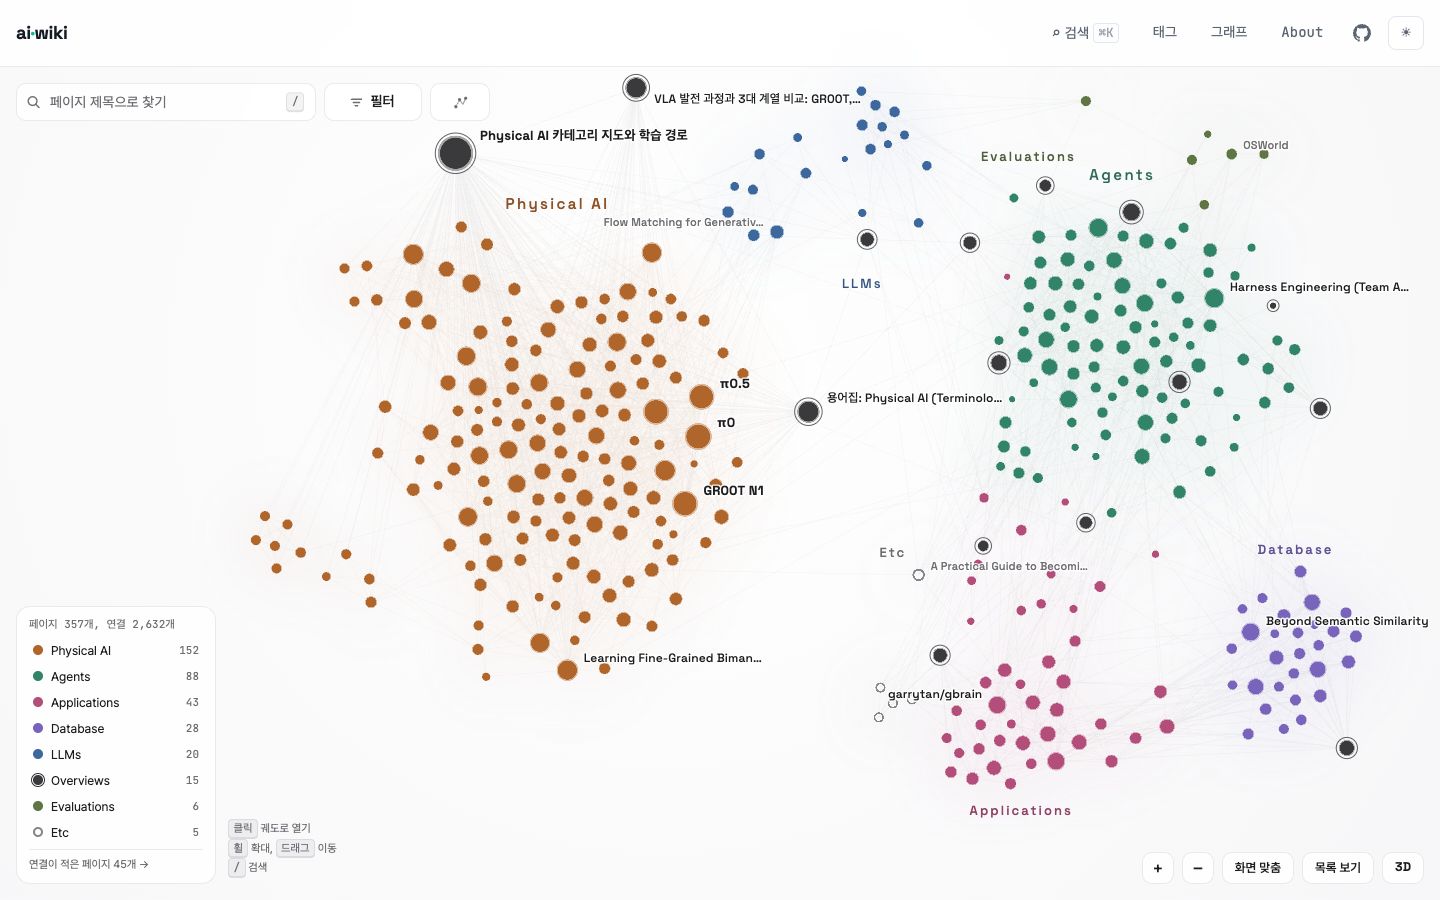 ai·wiki
검색 ⌘K
태그
그래프
About
☀
페이지 제목으로 찾기 /
필터
VLA 발전 과정과 3대 계열 비교: GR00T,...
Physical AI 카테고리 지도와 학습 경로
Evaluations
OSWorld
Agents
Physical AI
Flow Matching for Generativ...
LLMs
Harness Engineering (Team A...
π0.5
용어집: Physical AI (Terminolo...
π0
GR00T N1
Etc
A Practical Guide to Becomi...
Database
Beyond Semantic Similarity
Learning Fine-Grained Biman...
garrytan/gbrain
Applications
페이지 357개, 연결 2,632개
Physical AI 152
Agents 88
Applications 43
Database 28
LLMs 20
Overviews 15
Evaluations 6
Etc 5
연결이 적은 페이지 45개 →
클릭 궤도로 열기
휠 확대, 드래그 이동
/ 검색
+
−
화면 맞춤
목록 보기
3D